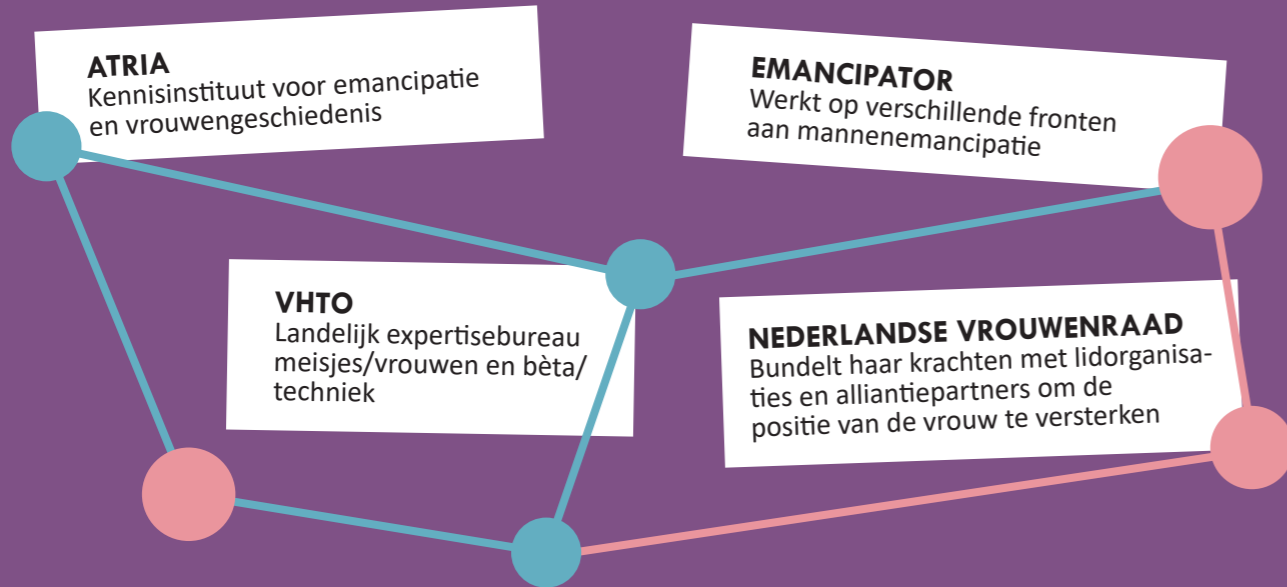 ATRIA
Kennisinstituut voor emancipatie
en vrouwengeschiedenis
EMANCIPATOR
Werkt op verschillende fronten
aan mannenemancipatie
VHTO
Landelijk expertisebureau
meisjes/vrouwen en bèta/
techniek
NEDERLANDSE VROUWENRAAD
Bundelt haar krachten met lidorganisa-
ties en alliantiepartners om de
positie van de vrouw te versterken